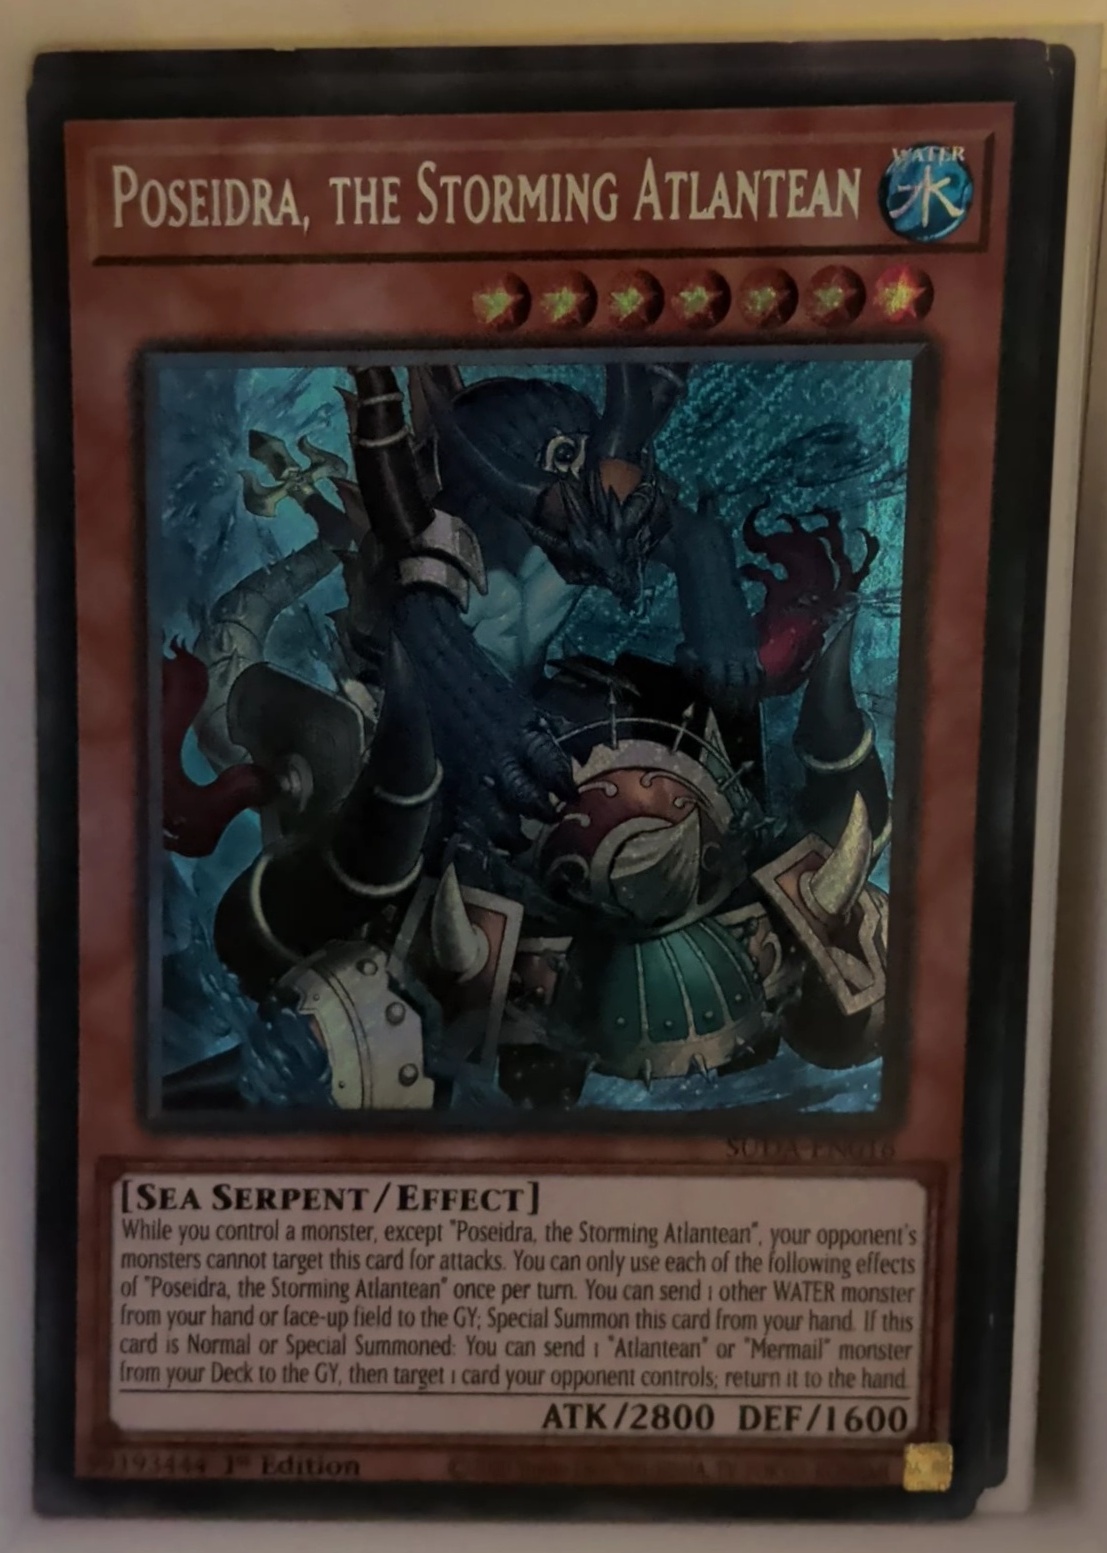 POSEIDRA, THE STORMING ATLANTEAN
WATER
水
SUDA-EN016
[SEA SERPENT/EFFECT]
While you control a monster, except "Poseidra, the Storming Atlantean", your opponent's
monsters cannot target this card for attacks. You can only use each of the following effects
of "Poseidra, the Storming Atlantean" once per turn. You can send 1 other WATER monster
from your hand or face-up field to the GY; Special Summon this card from your hand. If this
card is Normal or Special Summoned: You can send 1 "Atlantean" or "Mermail" monster
from your Deck to the GY, then target 1 card your opponent controls; return it to the hand.
ATK/2800 DEF/1600
1st Edition